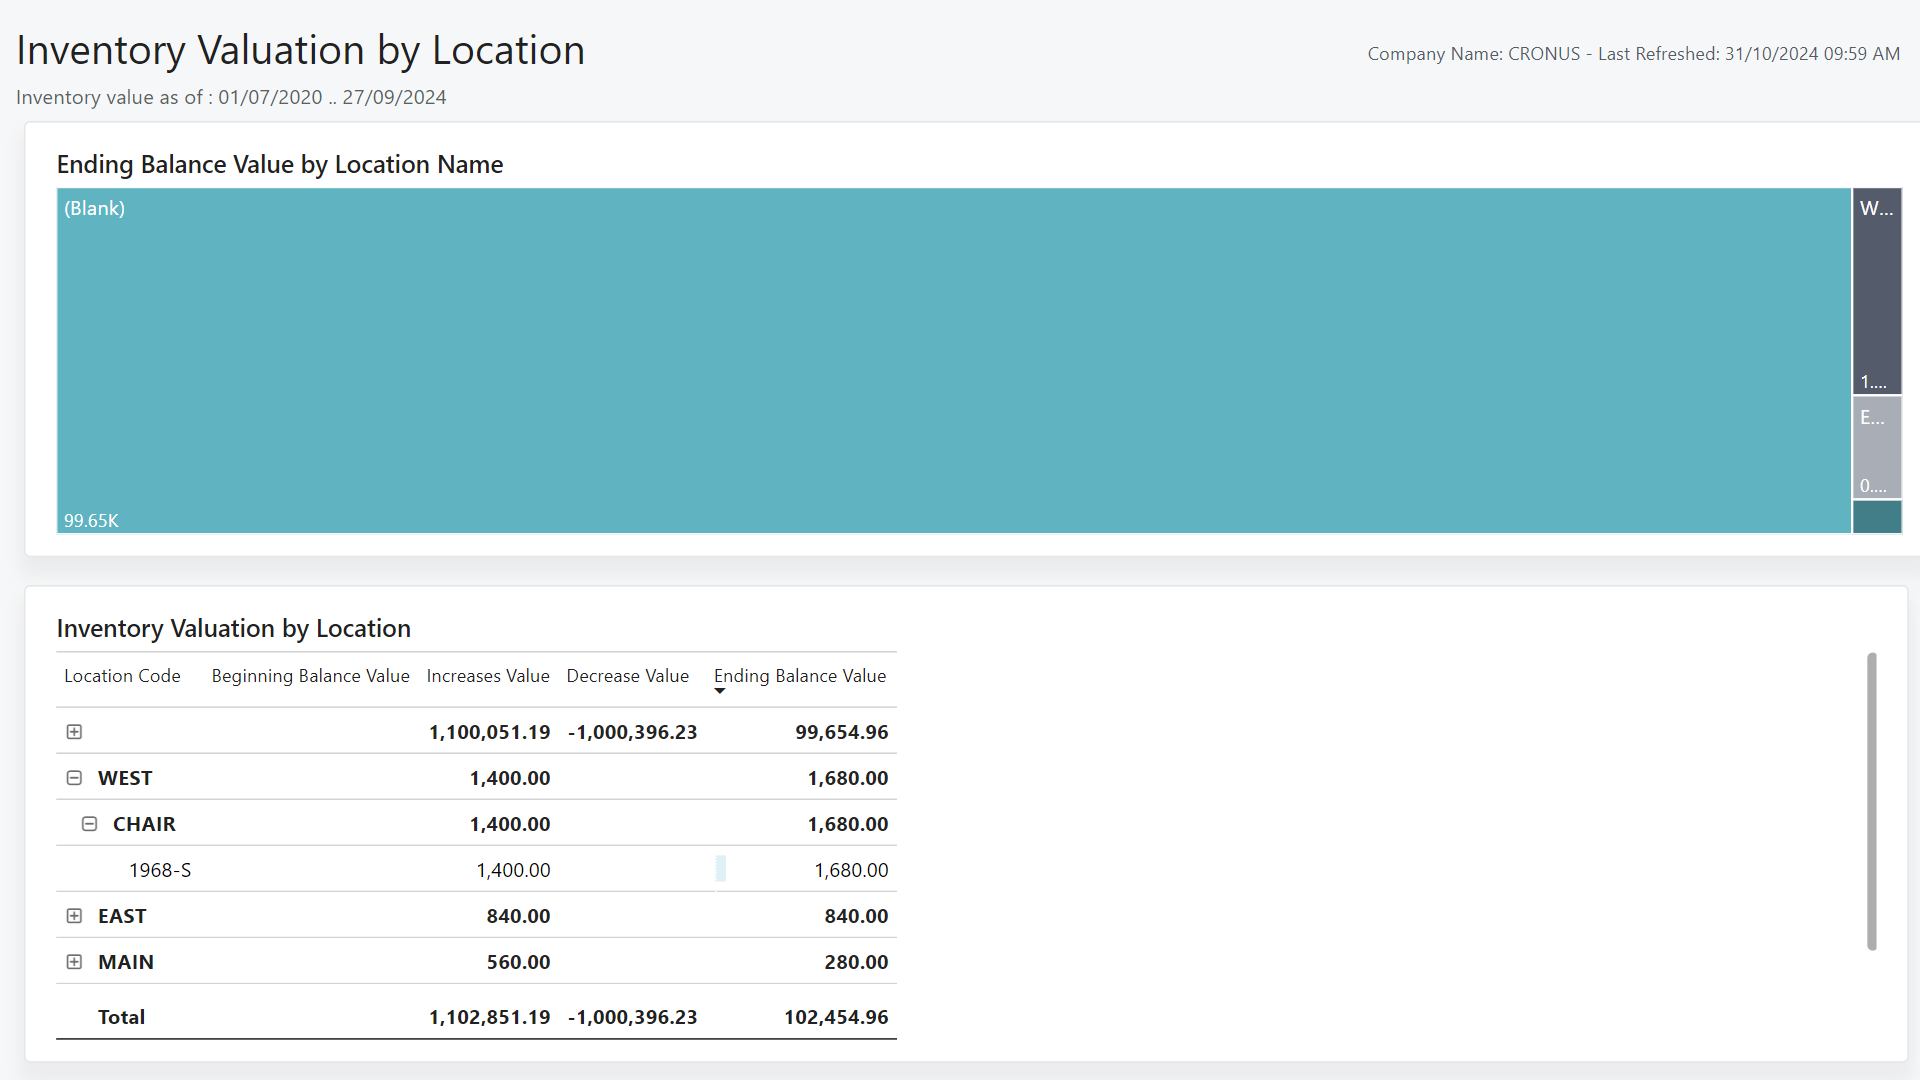 Inventory Valuation by Location
Company Name: CRONUS - Last Refreshed: 31/10/2024 09:59 AM
Inventory value as of : 01/07/2020 .. 27/09/2024
Ending Balance Value by Location Name
(Blank)
99.65K
W...
1....
E...
0....
Inventory Valuation by Location
Location Code Beginning Balance Value Increases Value Decrease Value Ending Balance Value
1,100,051.19 -1,000,396.23 99,654.96
WEST 1,400.00 1,680.00
CHAIR 1,400.00 1,680.00
1968-S 1,400.00 1,680.00
EAST 840.00 840.00
MAIN 560.00 280.00
Total 1,102,851.19 -1,000,396.23 102,454.96